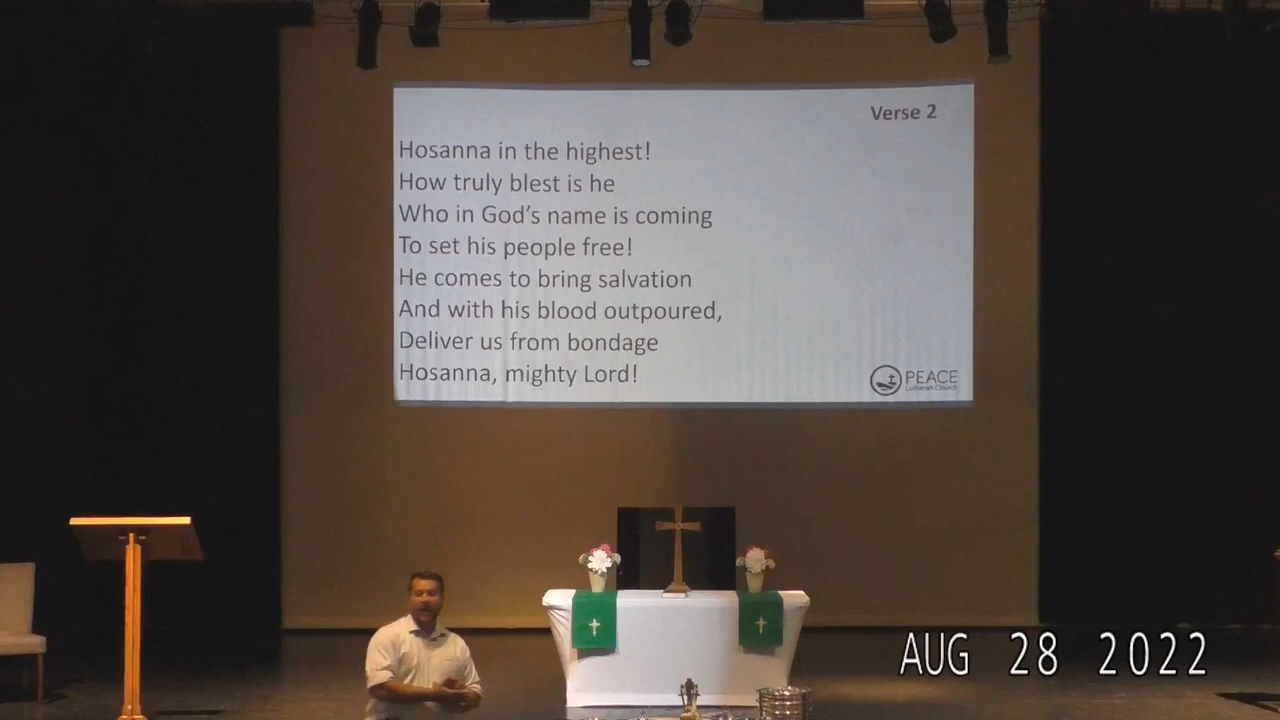 Verse 2
Hosanna in the highest!
How truly blest is he
Who in God's name is coming
To set his people free!
He comes to bring salvation
And with his blood outpoured,
Deliver us from bondage
Hosanna, mighty Lord!
PEACE
Lutheran Church
AUG 28 2022